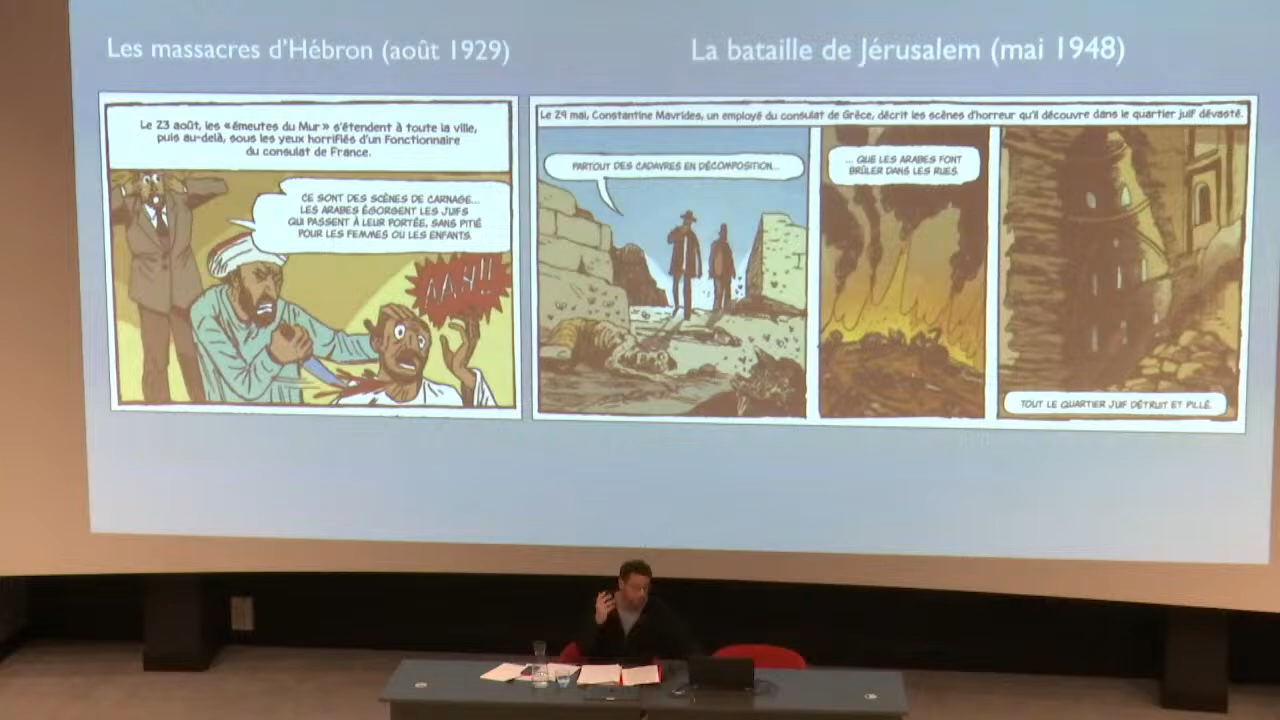 Les massacres d'Hébron (août 1929)
La bataille de Jérusalem (mai 1948)
Le 23 août, les «émeutes du Mur» s'étendent à toute la ville,
puis au-delà, sous les yeux horrifiés d'un fonctionnaire
du consulat de France.
CE SONT DES SCÈNES DE CARNAGE...
LES ARABES ÉGORGENT LES JUIFS
QUI PASSENT À LEUR PORTÉE, SANS PITIÉ
POUR LES FEMMES OU LES ENFANTS.
Le 29 mai, Constantine Mavrides, un employé du consulat de Grèce, décrit les scènes d'horreur qu'il découvre dans le quartier juif dévasté.
PARTOUT DES CADAVRES EN DÉCOMPOSITION...
... QUE LES ARABES FONT
BRÛLER DANS LES RUES.
TOUT LE QUARTIER JUIF DÉTRUIT ET PILLÉ.